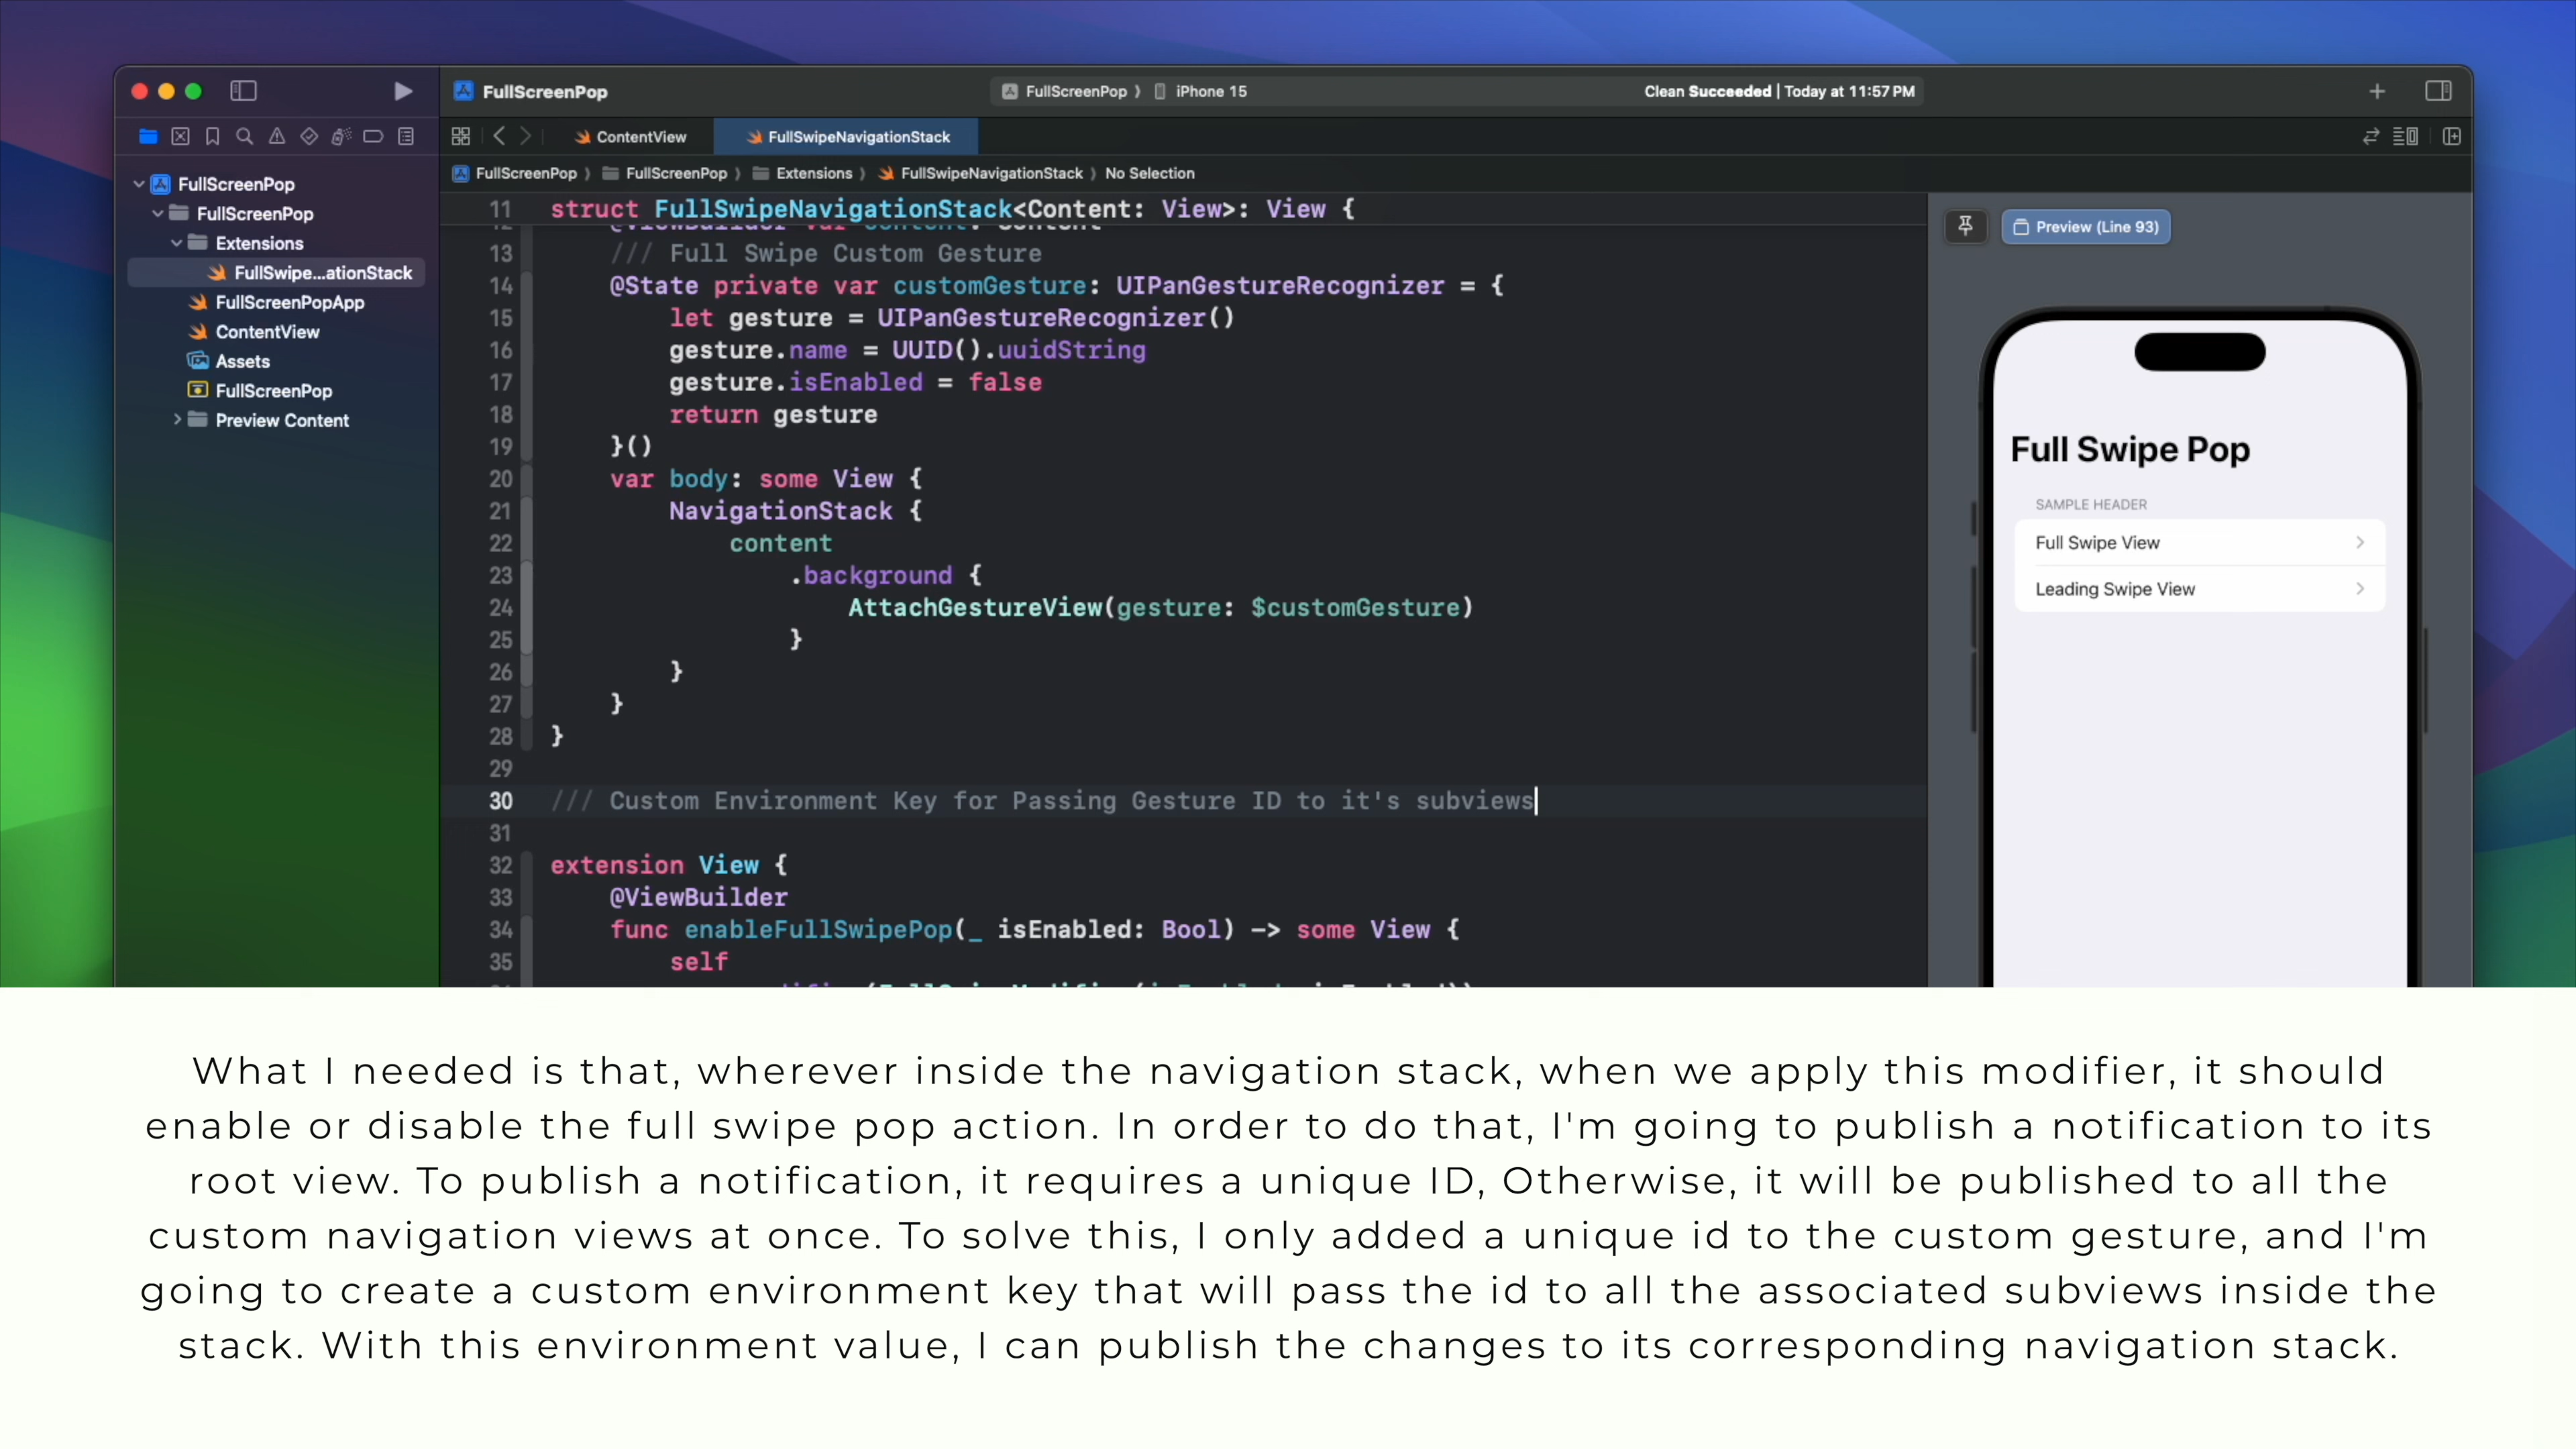 FullScreenPop
FullScreenPop
iPhone 15
Clean Succeeded | Today at 11:57 PM
ContentView
FullSwipeNavigationStack
FullScreenPop
FullScreenPop
Extensions
FullSwipeNavigationStack
No Selection
FullScreenPop
FullScreenPop
Extensions
FullSwipe...ationStack
FullScreenPopApp
ContentView
Assets
FullScreenPop
Preview Content
11 struct FullSwipeNavigationStack<Content: View>: View {
13 /// Full Swipe Custom Gesture
14 @State private var customGesture: UIPanGestureRecognizer = {
15 let gesture = UIPanGestureRecognizer()
16 gesture.name = UUID().uuidString
17 gesture.isEnabled = false
18 return gesture
19 }()
20 var body: some View {
21 NavigationStack {
22 content
23 .background {
24 AttachGestureView(gesture: $customGesture)
25 }
26 }
27 }
28 }
29
30 /// Custom Environment Key for Passing Gesture ID to it's subviews
31
32 extension View {
33 @ViewBuilder
34 func enableFullSwipePop(_ isEnabled: Bool) -> some View {
35 self
Preview (Line 93)
Full Swipe Pop
SAMPLE HEADER
Full Swipe View
Leading Swipe View
What I needed is that, wherever inside the navigation stack, when we apply this modifier, it should
enable or disable the full swipe pop action. In order to do that, I'm going to publish a notification to its
root view. To publish a notification, it requires a unique ID, Otherwise, it will be published to all the
custom navigation views at once. To solve this, I only added a unique id to the custom gesture, and I'm
going to create a custom environment key that will pass the id to all the associated subviews inside the
stack. With this environment value, I can publish the changes to its corresponding navigation stack.